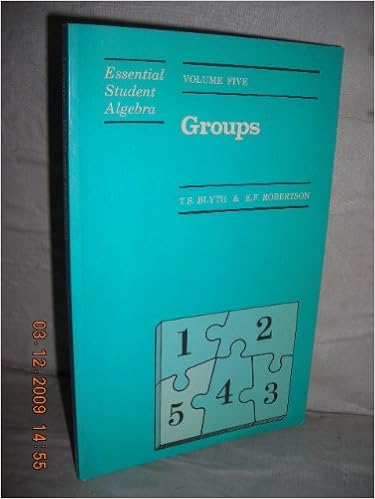 Essential
Student
Algebra
VOLUME FIVE
Groups
T.S. BLYTH & E.F. ROBERTSON
1
2
5
4
3
03.12.2009 14:55